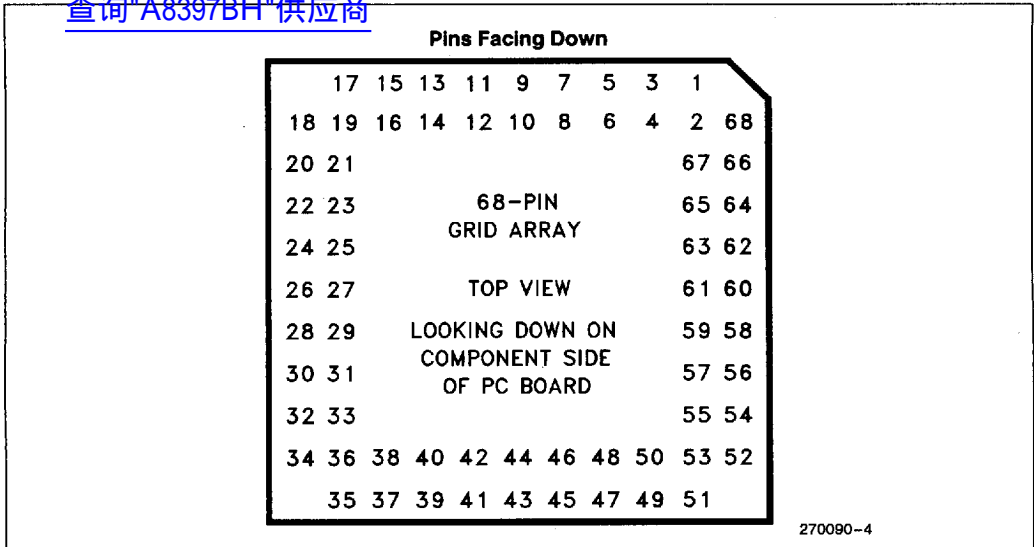 查询"A8397BH"供应商
Pins Facing Down
17 15 13 11 9 7 5 3 1
18 19 16 14 12 10 8 6 4 2 68
20 21 67 66
22 23 68-PIN 65 64
GRID ARRAY
24 25 63 62
26 27 TOP VIEW 61 60
28 29 LOOKING DOWN ON 59 58
COMPONENT SIDE
30 31 OF PC BOARD 57 56
32 33 55 54
34 36 38 40 42 44 46 48 50 53 52
35 37 39 41 43 45 47 49 51
270090-4